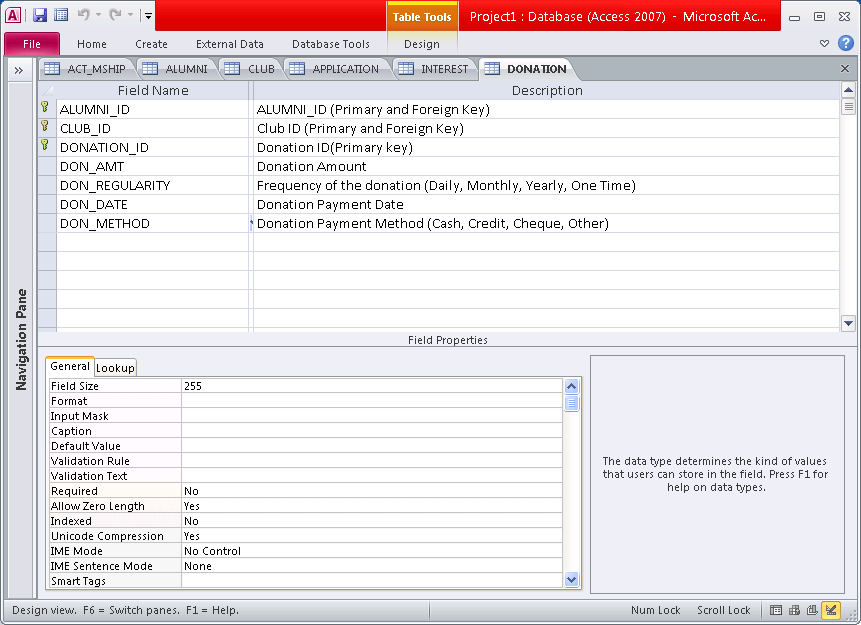 Table Tools
Project1 : Database (Access 2007) - Microsoft Ac...
File Home Create External Data Database Tools Design
ACT_MSHIP ALUMNI CLUB APPLICATION INTEREST DONATION
Field Name Description
ALUMNI_ID ALUMNI_ID (Primary and Foreign Key)
CLUB_ID Club ID (Primary and Foreign Key)
DONATION_ID Donation ID(Primary key)
DON_AMT Donation Amount
DON_REGULARITY Frequency of the donation (Daily, Monthly, Yearly, One Time)
DON_DATE Donation Payment Date
DON_METHOD Donation Payment Method (Cash, Credit, Cheque, Other)
Navigation Pane
Field Properties
General Lookup
Field Size 255
Format
Input Mask
Caption
Default Value
Validation Rule
Validation Text
Required No
Allow Zero Length Yes
Indexed No
Unicode Compression Yes
IME Mode No Control
IME Sentence Mode None
Smart Tags
The data type determines the kind of values
that users can store in the field. Press F1 for
help on data types.
Design view. F6 = Switch panes. F1 = Help. Num Lock Scroll Lock